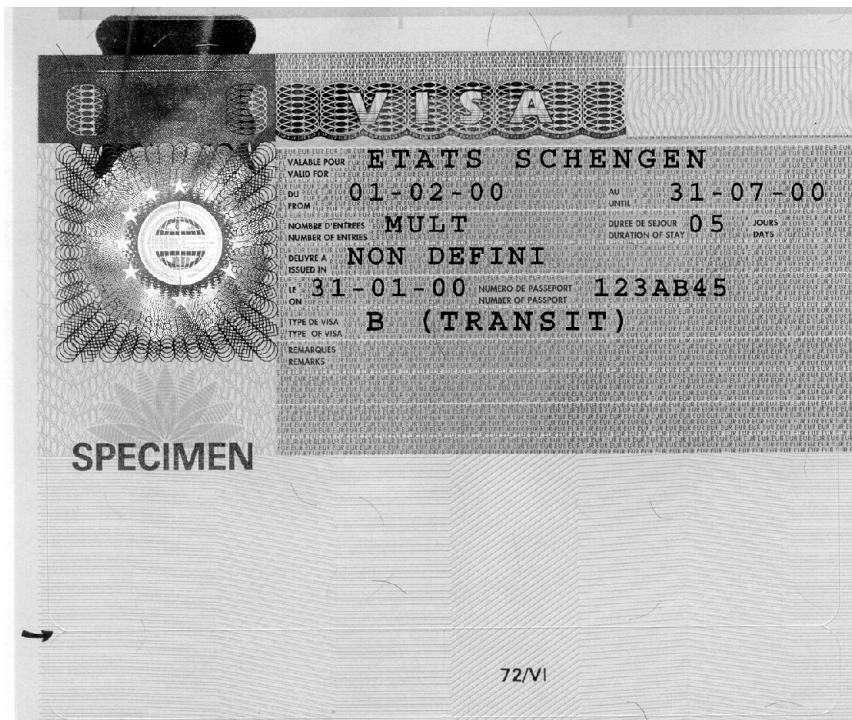 VISA
VALABLE POUR ETATS SCHENGEN
VALID FOR
DU 01-02-00 AU 31-07-00
FROM UNTIL
NOMBRE D'ENTREES MULT DUREE DE SEJOUR 05 JOURS
NUMBER OF ENTRIES DURATION OF STAY DAYS
DELIVRE A NON DEFINI
ISSUED IN
LE 31-01-00 NUMERO DE PASSEPORT 123AB45
ON NUMBER OF PASSPORT
TYPE DE VISA B (TRANSIT)
TYPE OF VISA
REMARQUES
REMARKS
SPECIMEN
72/VI